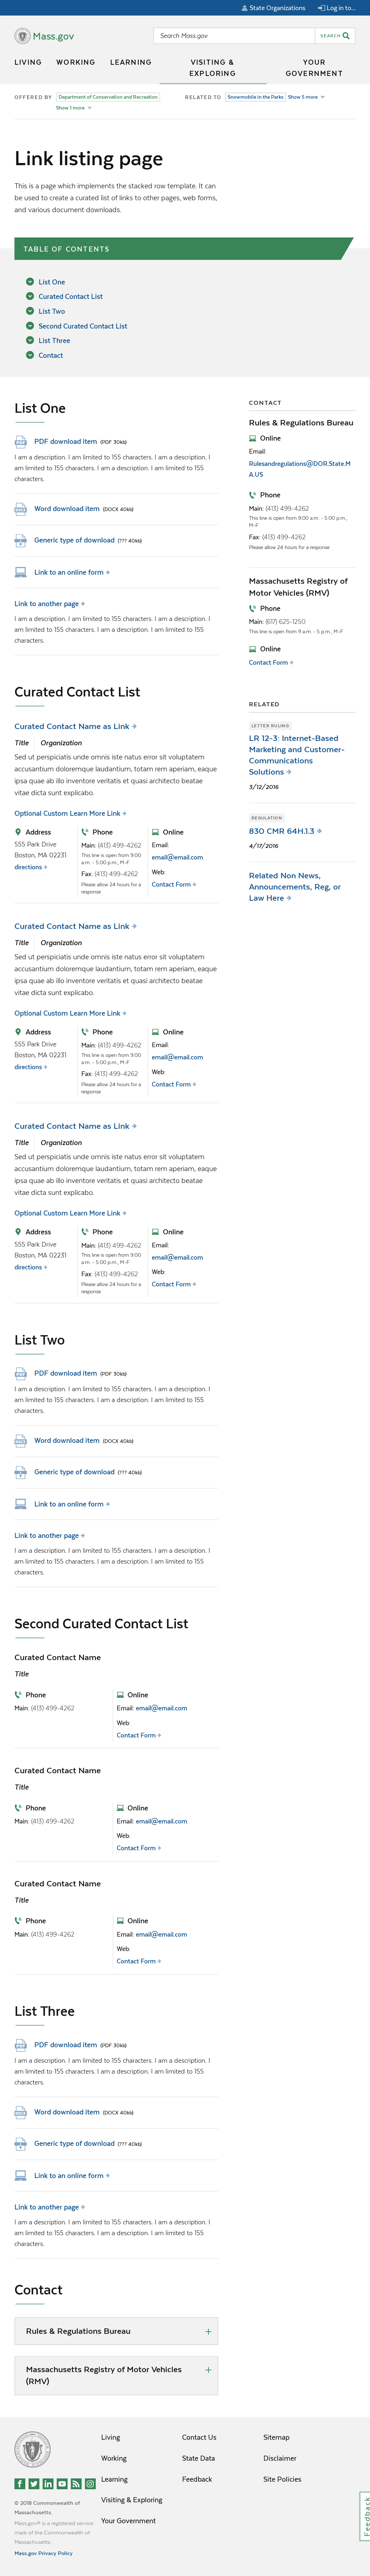 State Organizations
Log in to...
Mass.gov
Search Mass.gov
SEARCH
LIVING
WORKING
LEARNING
VISITING &
EXPLORING
YOUR
GOVERNMENT
OFFERED BY Department of Conservation and Recreation
Show 1 more
RELATED TO Snowmobile in the Parks Show 5 more
Link listing page
This is a page which implements the stacked row template. It can
be used to create a curated list of links to other pages, web forms,
and various document downloads.
TABLE OF CONTENTS
List One
Curated Contact List
List Two
Second Curated Contact List
List Three
Contact
List One
PDF download item (PDF 30kb)
I am a description. I am limited to 155 characters. I am a description. I
am limited to 155 characters. I am a description. I am limited to 155
characters.
Word download item (DOCX 40kb)
Generic type of download (??? 40kb)
Link to an online form
Link to another page
I am a description. I am limited to 155 characters. I am a description. I
am limited to 155 characters. I am a description. I am limited to 155
characters.
Curated Contact List
Curated Contact Name as Link
Title Organization
Sed ut perspiciatis unde omnis iste natus error sit voluptatem
accusantium doloremque laudantium, totam rem aperiam, eaque
ipsa quae ab illo inventore veritatis et quasi architecto beatae
vitae dicta sunt explicabo.
Optional Custom Learn More Link
Address
555 Park Drive
Boston, MA 02231
directions
Phone
Main: (413) 499-4262
This line is open from 9:00
a.m. - 5:00 p.m., M-F
Fax: (413) 499-4262
Please allow 24 hours for a
response
Online
Email:
email@email.com
Web:
Contact Form
Curated Contact Name as Link
Title Organization
Sed ut perspiciatis unde omnis iste natus error sit voluptatem
accusantium doloremque laudantium, totam rem aperiam, eaque
ipsa quae ab illo inventore veritatis et quasi architecto beatae
vitae dicta sunt explicabo.
Optional Custom Learn More Link
Address
555 Park Drive
Boston, MA 02231
directions
Phone
Main: (413) 499-4262
This line is open from 9:00
a.m. - 5:00 p.m., M-F
Fax: (413) 499-4262
Please allow 24 hours for a
response
Online
Email:
email@email.com
Web:
Contact Form
Curated Contact Name as Link
Title Organization
Sed ut perspiciatis unde omnis iste natus error sit voluptatem
accusantium doloremque laudantium, totam rem aperiam, eaque
ipsa quae ab illo inventore veritatis et quasi architecto beatae
vitae dicta sunt explicabo.
Optional Custom Learn More Link
Address
555 Park Drive
Boston, MA 02231
directions
Phone
Main: (413) 499-4262
This line is open from 9:00
a.m. - 5:00 p.m., M-F
Fax: (413) 499-4262
Please allow 24 hours for a
response
Online
Email:
email@email.com
Web:
Contact Form
List Two
PDF download item (PDF 30kb)
I am a description. I am limited to 155 characters. I am a description. I
am limited to 155 characters. I am a description. I am limited to 155
characters.
Word download item (DOCX 40kb)
Generic type of download (??? 40kb)
Link to an online form
Link to another page
I am a description. I am limited to 155 characters. I am a description. I
am limited to 155 characters. I am a description. I am limited to 155
characters.
Second Curated Contact List
Curated Contact Name
Title
Phone
Main: (413) 499-4262
Online
Email: email@email.com
Web:
Contact Form
Curated Contact Name
Title
Phone
Main: (413) 499-4262
Online
Email: email@email.com
Web:
Contact Form
Curated Contact Name
Title
Phone
Main: (413) 499-4262
Online
Email: email@email.com
Web:
Contact Form
List Three
PDF download item (PDF 30kb)
I am a description. I am limited to 155 characters. I am a description. I
am limited to 155 characters. I am a description. I am limited to 155
characters.
Word download item (DOCX 40kb)
Generic type of download (??? 40kb)
Link to an online form
Link to another page
I am a description. I am limited to 155 characters. I am a description. I
am limited to 155 characters. I am a description. I am limited to 155
characters.
Contact
Rules & Regulations Bureau
Massachusetts Registry of Motor Vehicles
(RMV)
CONTACT
Rules & Regulations Bureau
Online
Email:
Rulesandregulations@DOR.State.M
A.US
Phone
Main: (413) 499-4262
This line is open from 9:00 a.m. - 5:00 p.m.,
M-F
Fax: (413) 499-4262
Please allow 24 hours for a response
Massachusetts Registry of
Motor Vehicles (RMV)
Phone
Main: (617) 625-1250
This line is open from 9 a.m. - 5 p.m., M-F
Online
Contact Form
RELATED
LETTER RULING
LR 12-3: Internet-Based
Marketing and Customer-
Communications
Solutions
3/12/2016
REGULATION
830 CMR 64H.1.3
4/17/2016
Related Non News,
Announcements, Reg, or
Law Here
Feedback
© 2018 Commonwealth of
Massachusetts.
Mass.gov® is a registered service
mark of the Commonwealth of
Massachusetts.
Mass.gov Privacy Policy
Living
Working
Learning
Visiting & Exploring
Your Government
Contact Us
State Data
Feedback
Sitemap
Disclaimer
Site Policies